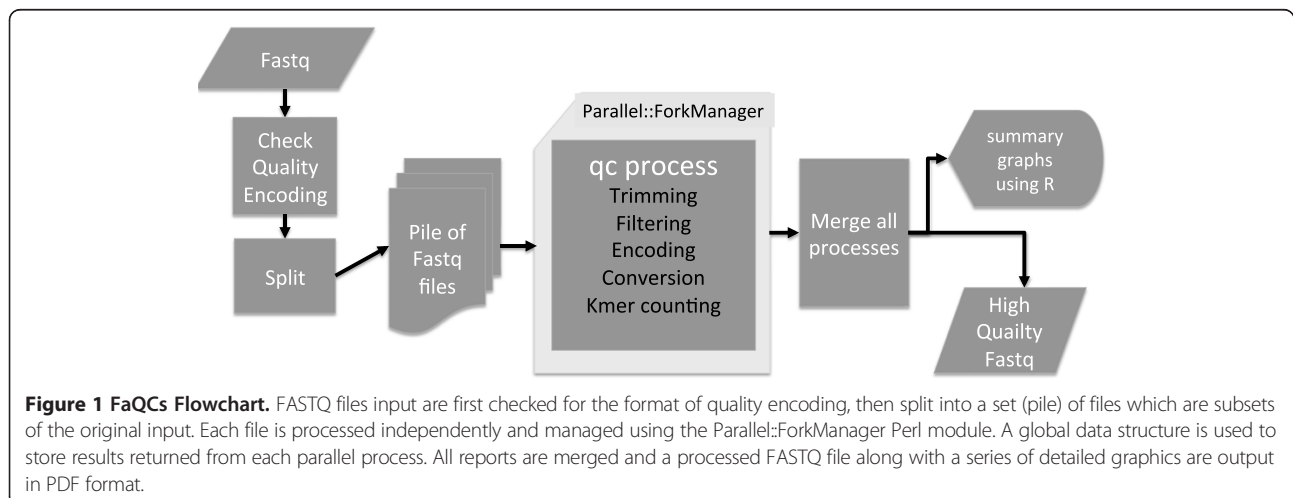 Fastq
Check
Quality
Encoding
Split
Pile of
Fastq
files
Parallel::ForkManager
qc process
Trimming
Filtering
Encoding
Conversion
Kmer counting
Merge all
processes
summary
graphs
using R
High
Quailty
Fastq
Figure 1 FaQCs Flowchart. FASTQ files input are first checked for the format of quality encoding, then split into a set (pile) of files which are subsets
of the original input. Each file is processed independently and managed using the Parallel::ForkManager Perl module. A global data structure is used to
store results returned from each parallel process. All reports are merged and a processed FASTQ file along with a series of detailed graphics are output
in PDF format.